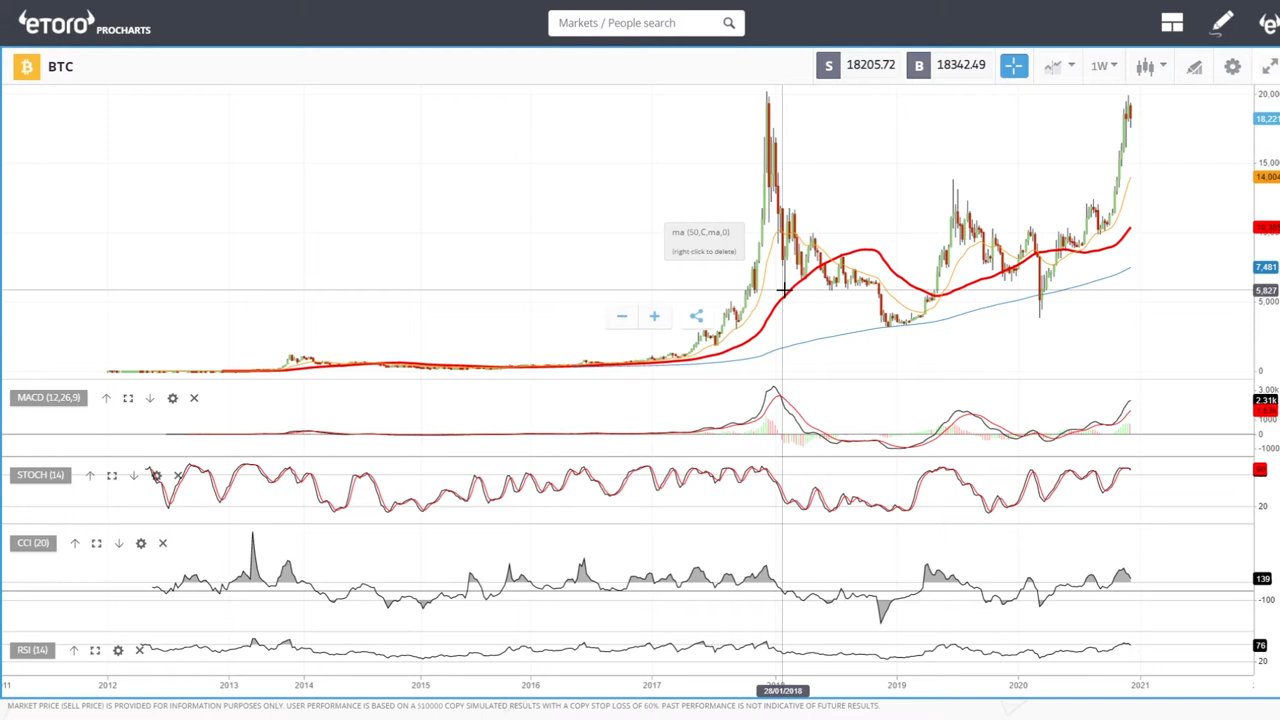 eTORO PROCHARTS
Markets / People search
BTC
S 18205.72 B 18342.49
1W
ma (50,C,ma,0)
(right click to delete)
20,00
18,221
15,000
14,004
7,481
5,827
5,000
0
MACD (12,26,9)
3.00k
2.31k
1000
0
-1000
STOCH (14)
20
CCI (20)
139
-100
RSI (14)
76
20
011 2012 2013 2014 2015 2016 2017 2018 2019 2020 2021 2
28/01/2018
MARKET PRICE (SELL PRICE) IS PROVIDED FOR INFORMATION PURPOSES ONLY. USER PERFORMANCE IS BASED ON A $10000 COPY SIMULATED RESULTS WITH A COPY STOP LOSS OF 60%. PAST PERFORMANCE IS NOT INDICATIVE OF FUTURE RESULTS.